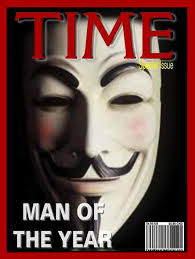 TIME
Special Issue
MAN OF
THE YEAR